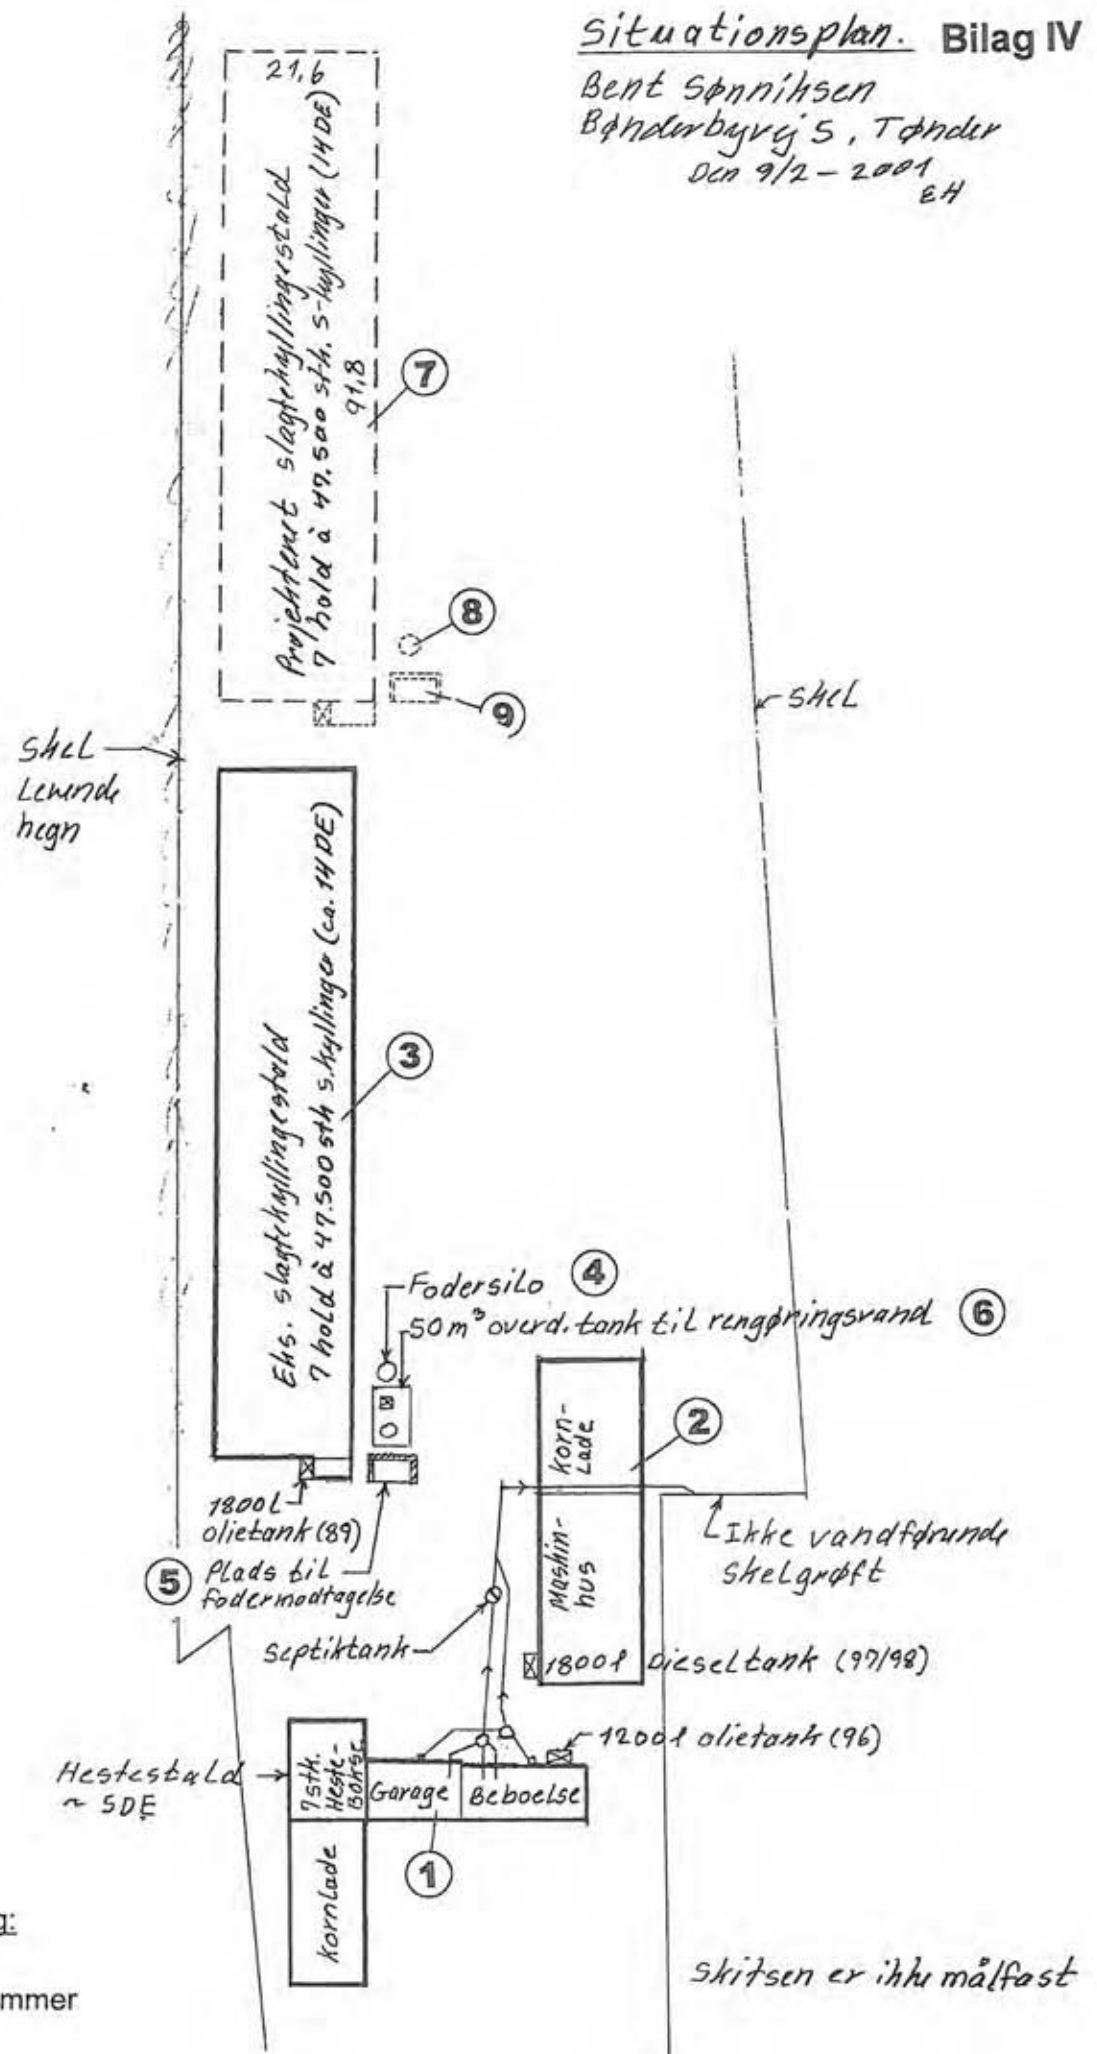 Situationsplan. Bilag IV
Bent Sønnihsen
Bønderbyvej 5, Tønder
Den 9/2 - 2001
EH
21,6
Projekteret slagtekyllingestald
7 hold à 47.500 stk. s-kyllinger (14 DE)
91,8
7
8
9
Skel
Levende
hegn
Skel
Eks. slagtekyllingestald
7 hold à 47.500 stk s.kyllinger (ca. 14 DE)
3
Fodersilo 4
50 m³ overd. tank til rengøringsvand 6
Korn-
Lade
2
1800 L
olietank (89)
5 Plads til
fodermodtagelse
Maskin-
hus
Ikke vandførende
Skelgrøft
Septiktank
1800 l Dieseltank (97/98)
1200 l olietank (96)
Hestestald
~ 5DE
7 stk.
Heste-
Bokse
Garage
Beboelse
1
Kornlade
g:
mmer
Skitsen er ikke målfast